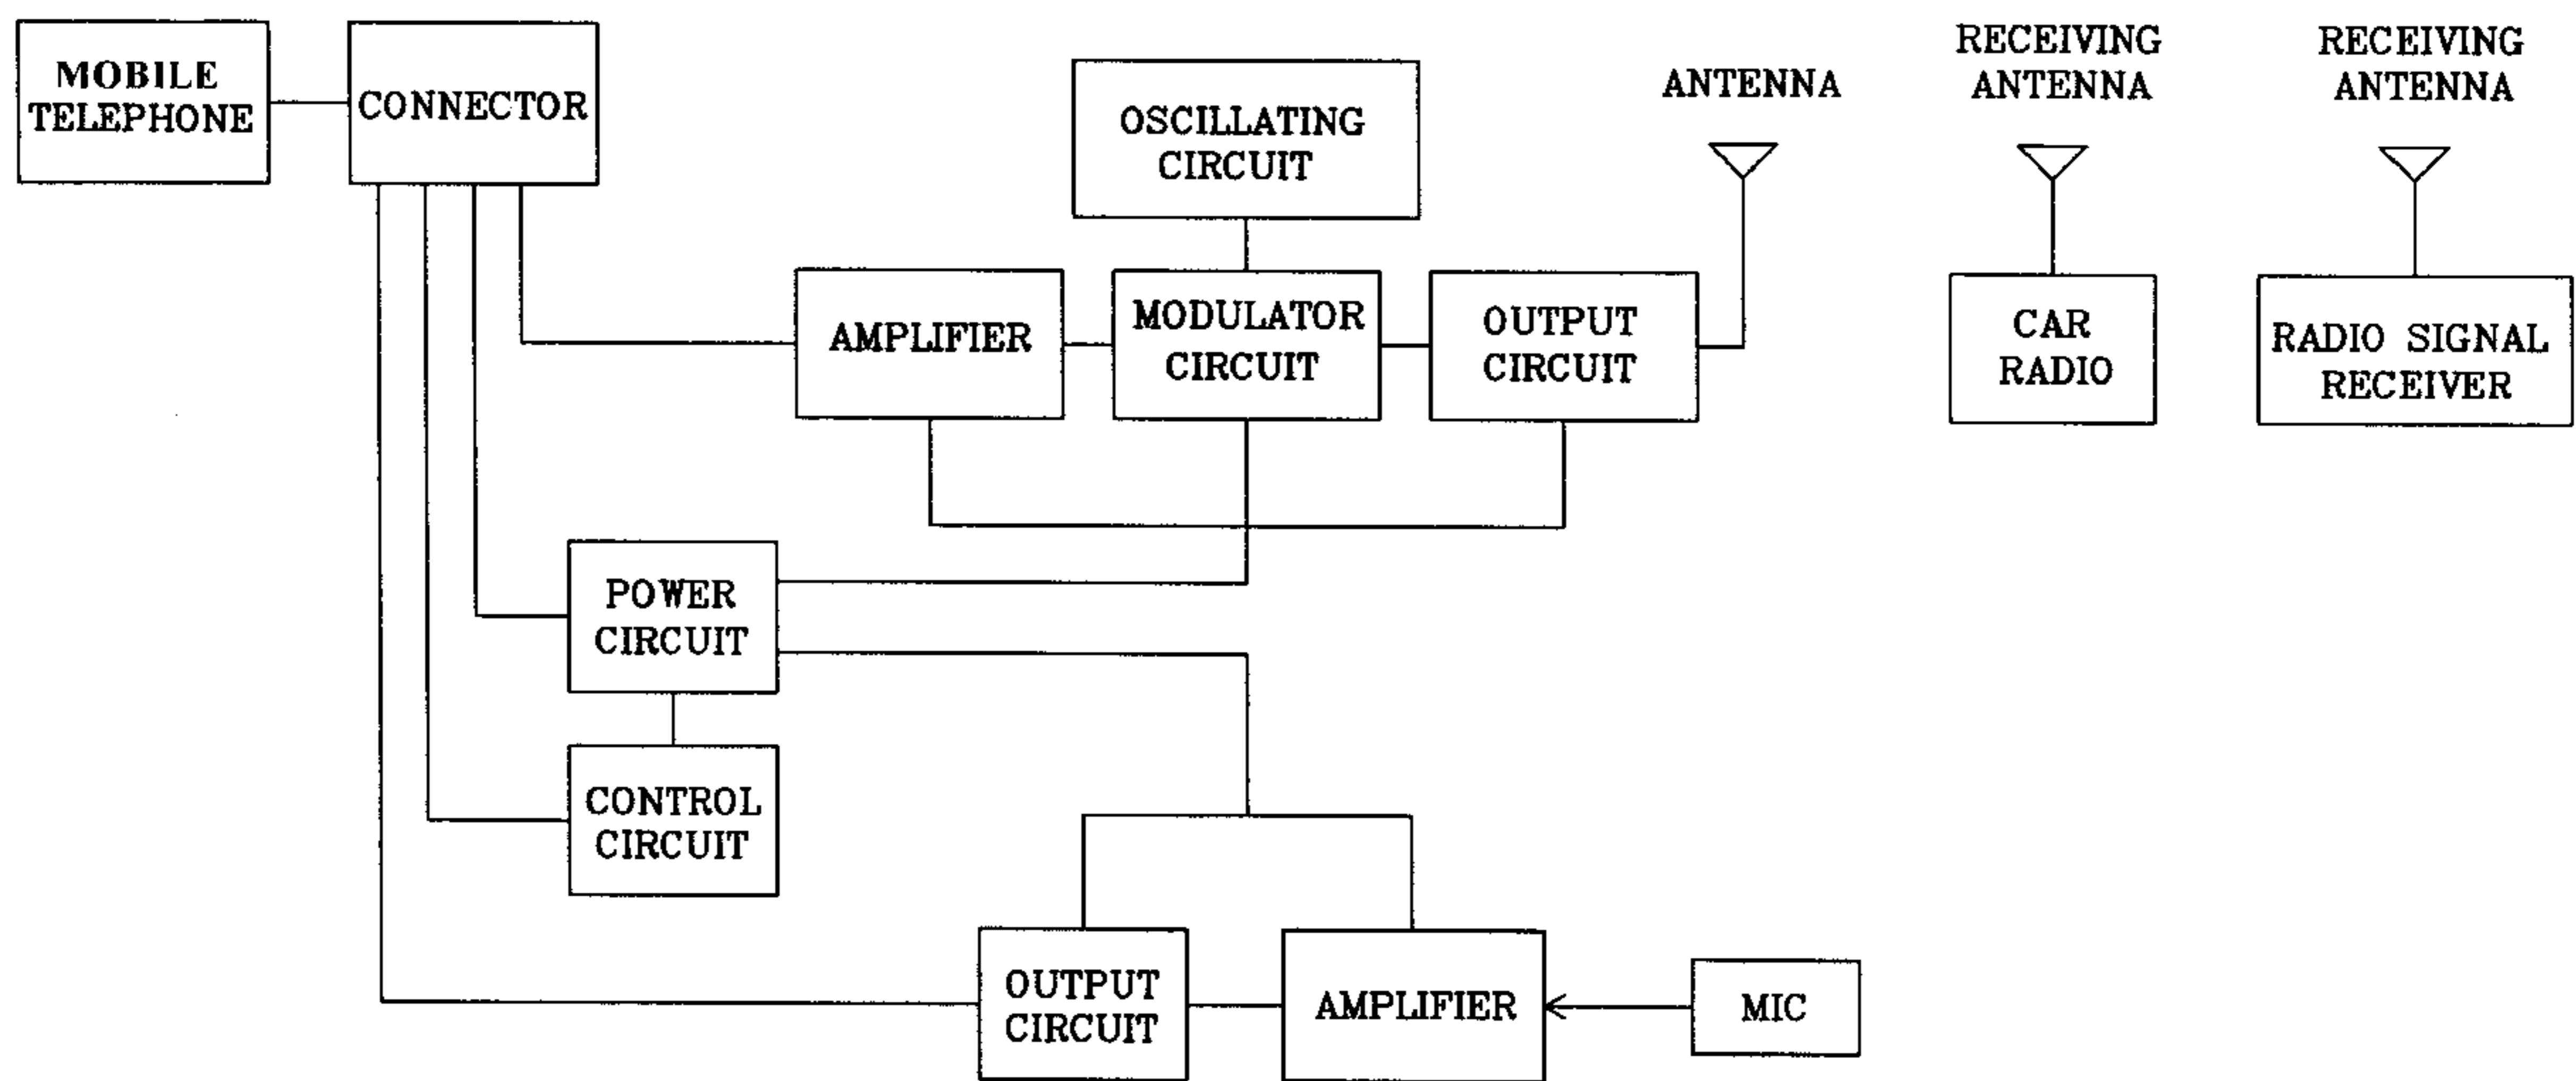 MOBILE
TELEPHONE
CONNECTOR
OSCILLATING
CIRCUIT
ANTENNA
RECEIVING
ANTENNA
RECEIVING
ANTENNA
AMPLIFIER
MODULATOR
CIRCUIT
OUTPUT
CIRCUIT
CAR
RADIO
RADIO SIGNAL
RECEIVER
POWER
CIRCUIT
CONTROL
CIRCUIT
OUTPUT
CIRCUIT
AMPLIFIER
MIC